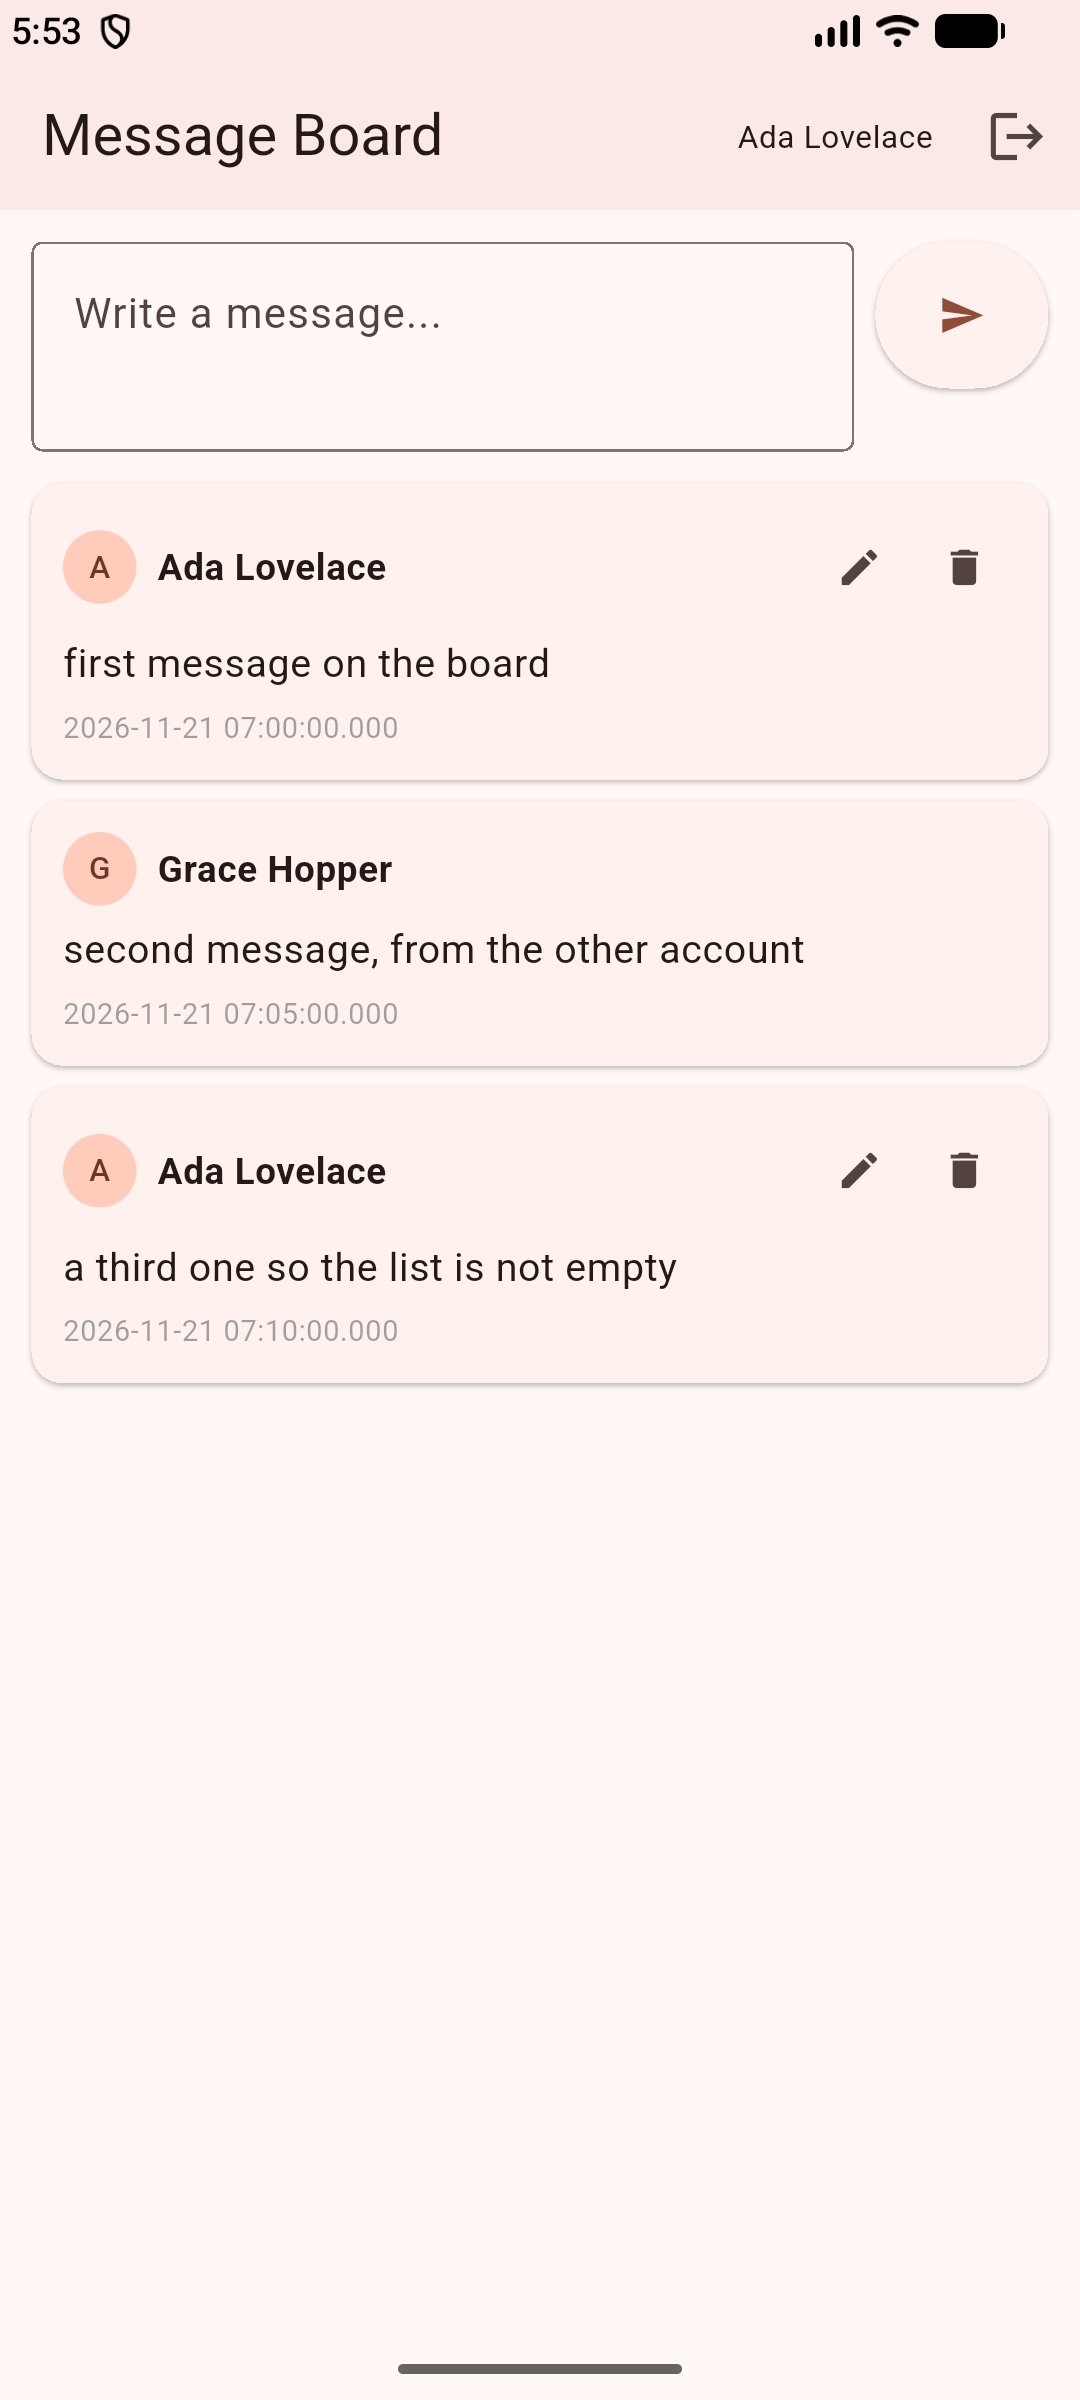 5:53
Message Board
Ada Lovelace
Write a message...
A
Ada Lovelace
first message on the board
2026-11-21 07:00:00.000
G
Grace Hopper
second message, from the other account
2026-11-21 07:05:00.000
A
Ada Lovelace
a third one so the list is not empty
2026-11-21 07:10:00.000